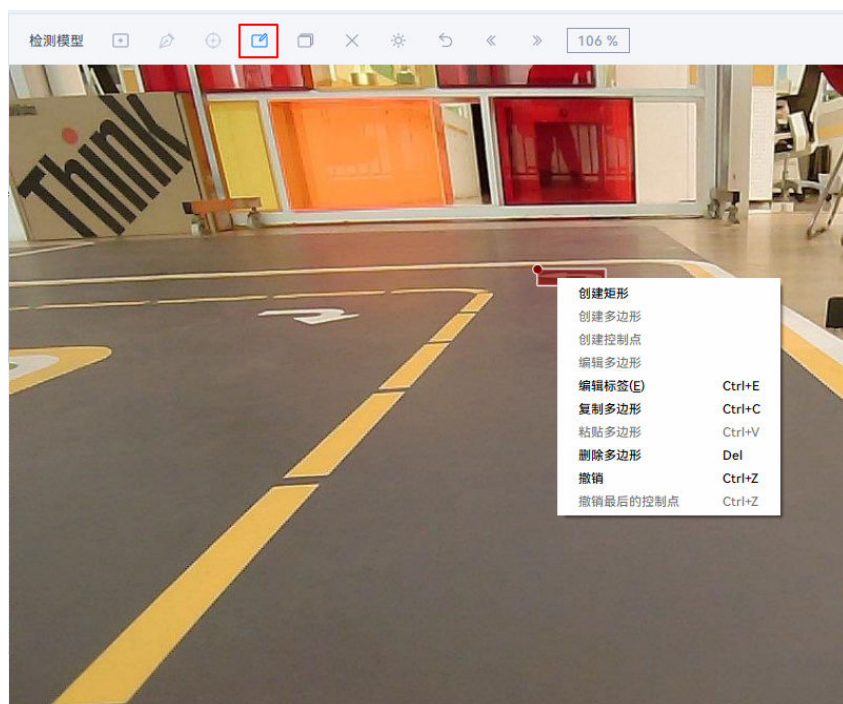 检测模型 106 %
Think
创建矩形
创建多边形
创建控制点
编辑多边形
编辑标签(E) Ctrl+E
复制多边形 Ctrl+C
粘贴多边形 Ctrl+V
删除多边形 Del
撤销 Ctrl+Z
撤销最后的控制点 Ctrl+Z